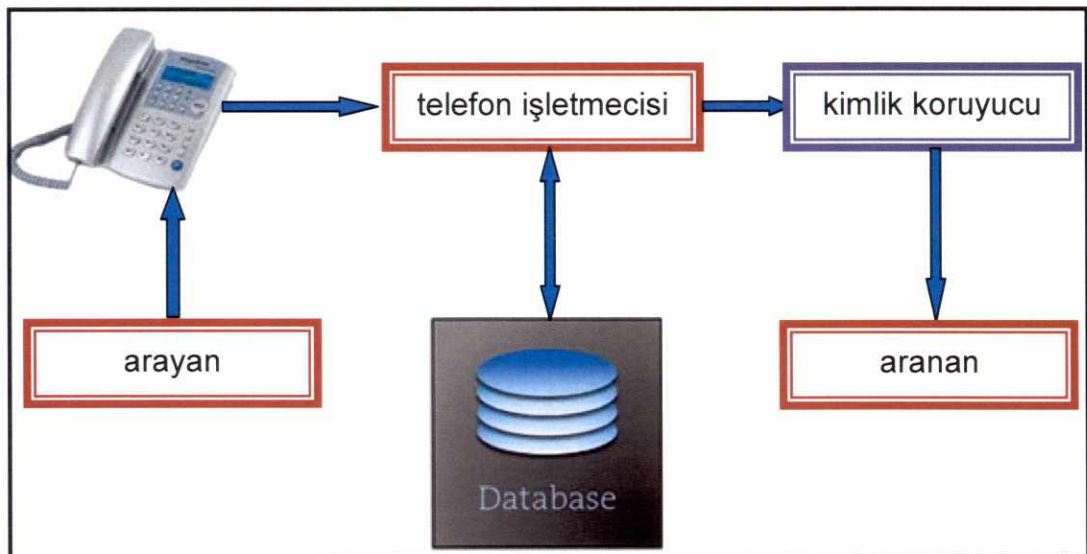 telefon işletmecisi
kimlik koruyucu
arayan
aranan
Database